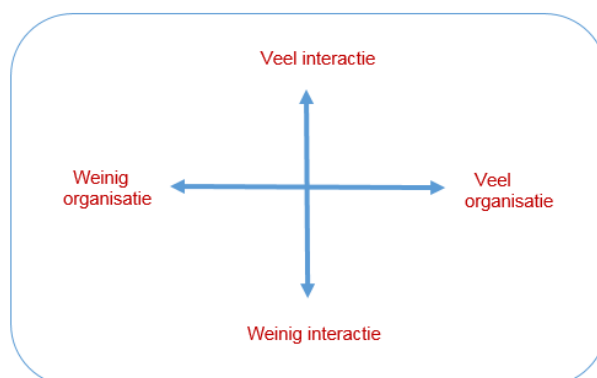 Veel interactie
Weinig
organisatie
Veel
organisatie
Weinig interactie